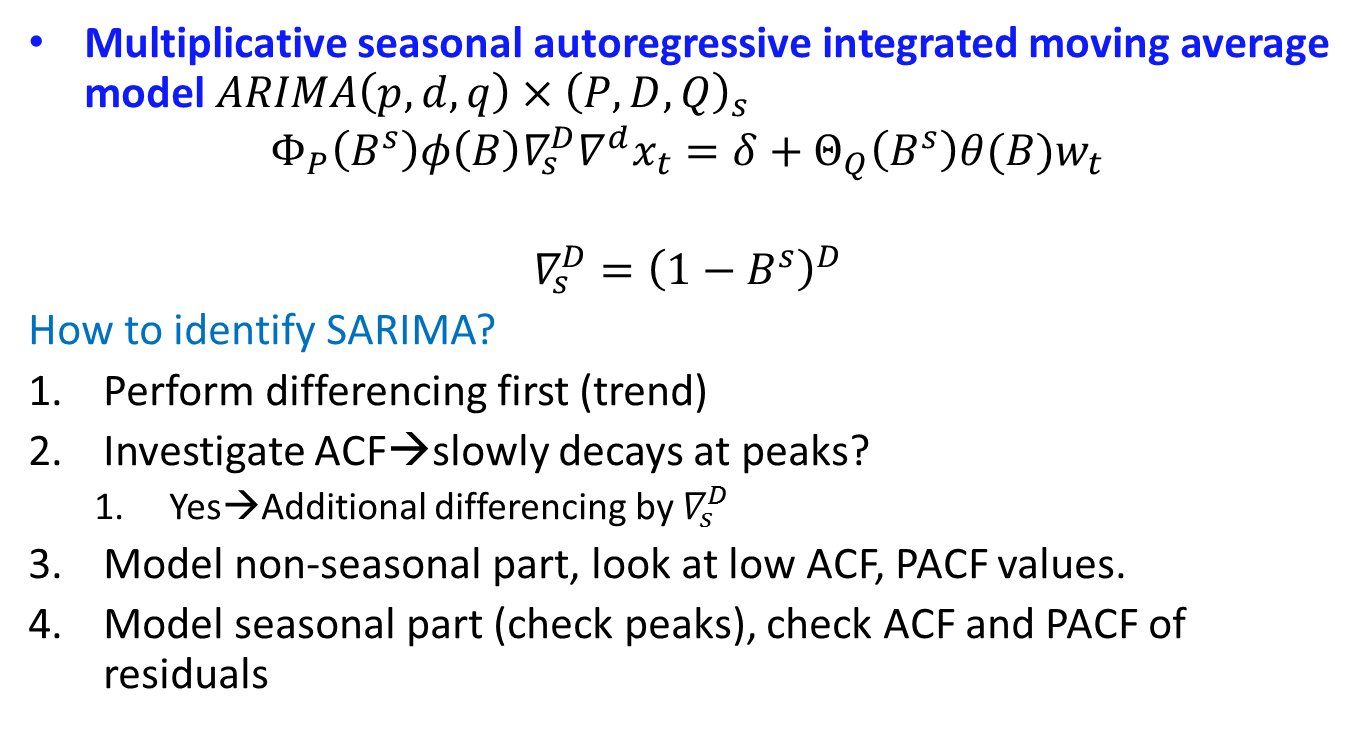 • Multiplicative seasonal autoregressive integrated moving average
model ARIMA(p, d, q) × (P, D, Q)ₛ
Φ_P(B^s)ϕ(B)∇_s^D∇^d x_t = δ + Θ_Q(B^s)θ(B)w_t
∇_s^D = (1 − B^s)^D
How to identify SARIMA?
1. Perform differencing first (trend)
2. Investigate ACF→slowly decays at peaks?
1. Yes→Additional differencing by ∇_s^D
3. Model non-seasonal part, look at low ACF, PACF values.
4. Model seasonal part (check peaks), check ACF and PACF of
residuals